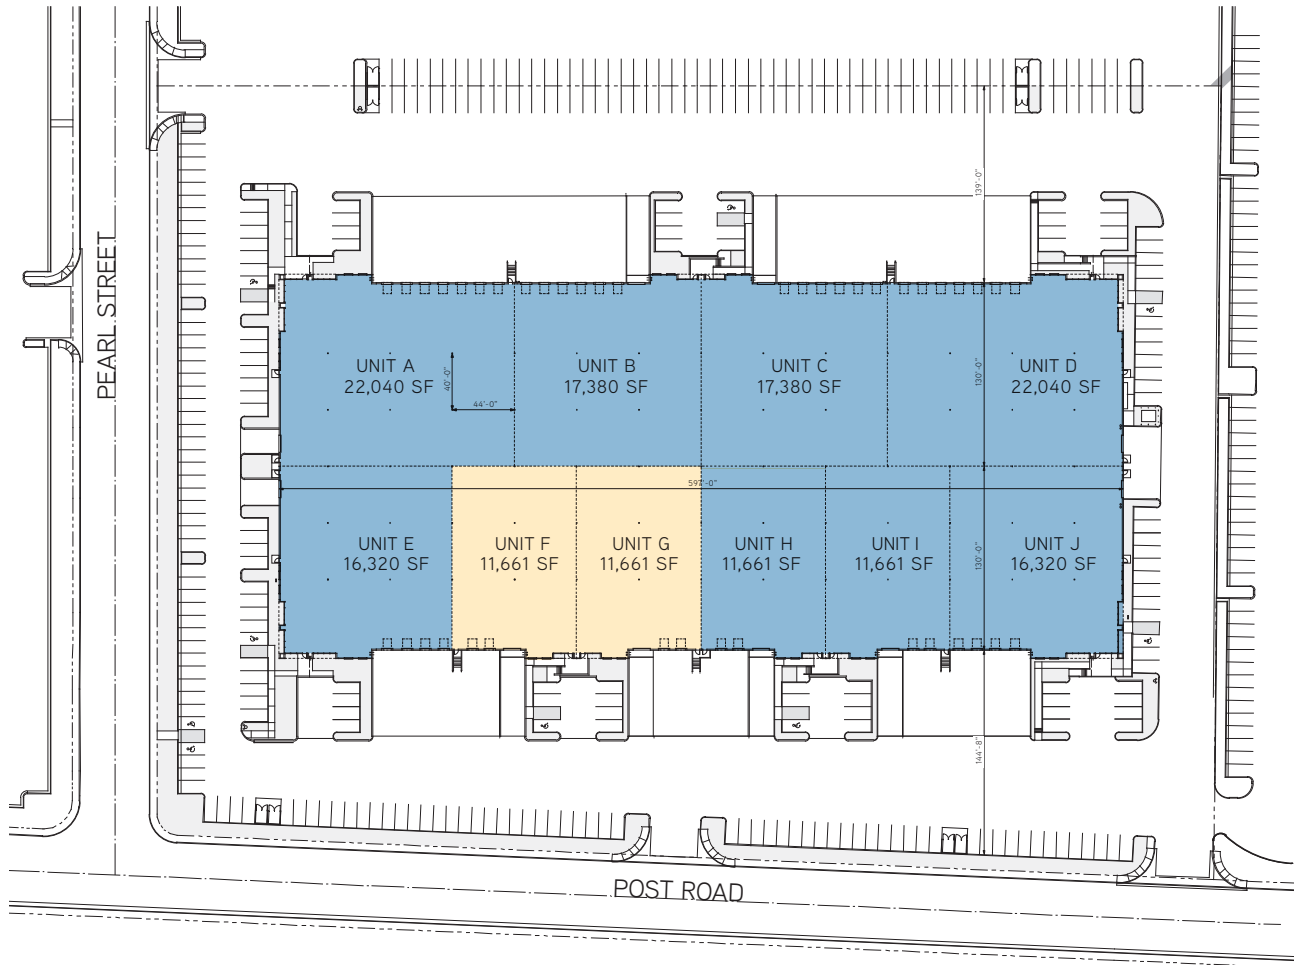 139'-0"
PEARL STREET
UNIT A
22,040 SF
UNIT B
17,380 SF
UNIT C
17,380 SF
UNIT D
22,040 SF
40'-0"
44'-0"
130'-0"
597'-0"
UNIT E
16,320 SF
UNIT F
11,661 SF
UNIT G
11,661 SF
UNIT H
11,661 SF
UNIT I
11,661 SF
UNIT J
16,320 SF
130'-0"
144'-8"
POST ROAD